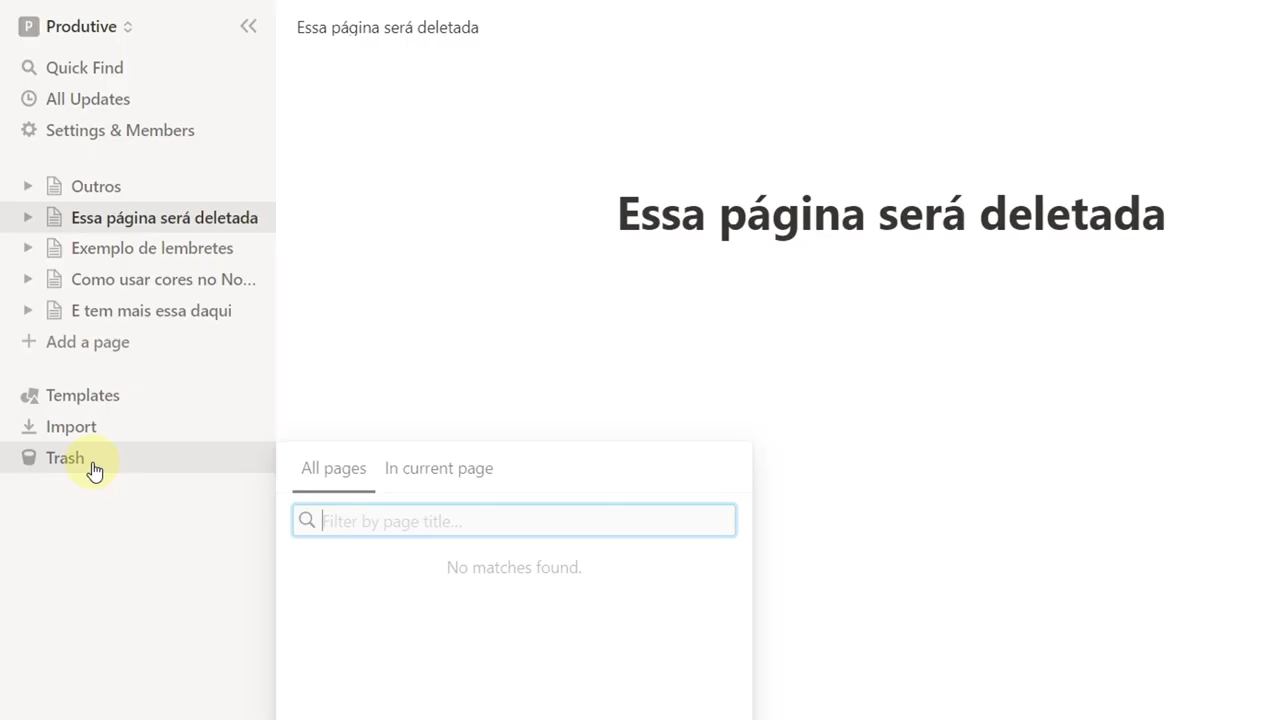 P Produtive
Essa página será deletada
Quick Find
All Updates
Settings & Members
Outros
Essa página será deletada
Exemplo de lembretes
Como usar cores no No...
E tem mais essa daqui
Add a page
Templates
Import
Trash
Essa página será deletada
All pages In current page
Filter by page title...
No matches found.